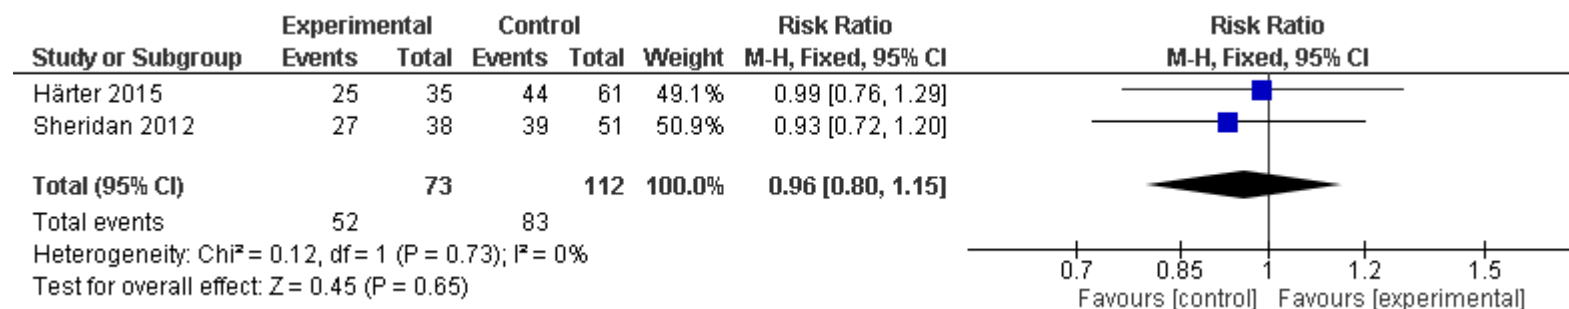 Experimental Control Risk Ratio Risk Ratio
Study or Subgroup Events Total Events Total Weight M-H, Fixed, 95% CI M-H, Fixed, 95% CI
Härter 2015 25 35 44 61 49.1% 0.99 [0.76, 1.29]
Sheridan 2012 27 38 39 51 50.9% 0.93 [0.72, 1.20]
Total (95% CI) 73 112 100.0% 0.96 [0.80, 1.15]
Total events 52 83
Heterogeneity: Chi² = 0.12, df = 1 (P = 0.73); I² = 0%
Test for overall effect: Z = 0.45 (P = 0.65)
0.7 0.85 1 1.2 1.5
Favours [control] Favours [experimental]